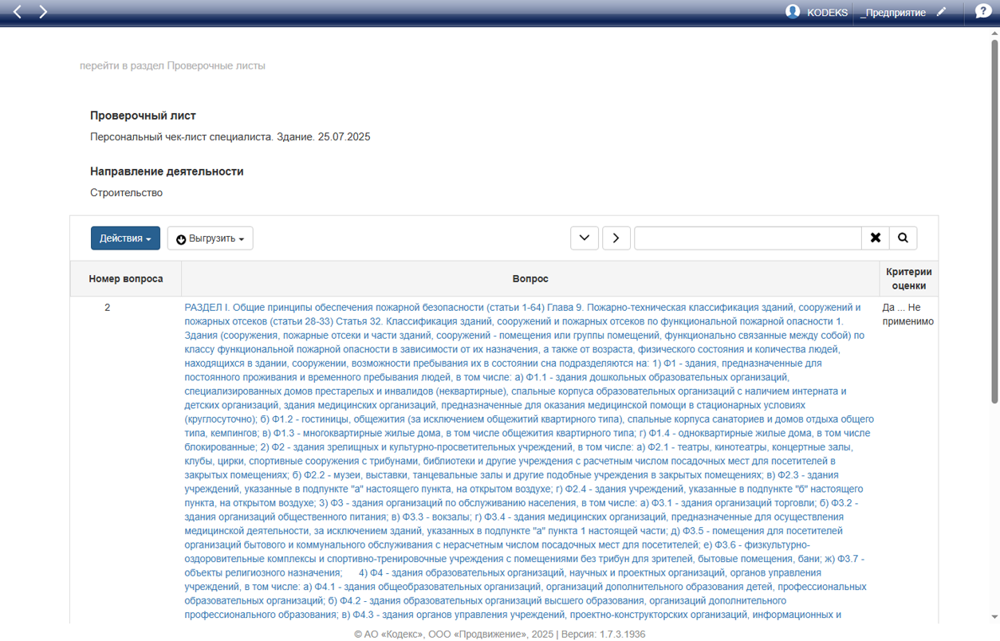 KODEKS _Предприятие ?
перейти в раздел Проверочные листы
Проверочный лист
Персональный чек-лист специалиста. Здание. 25.07.2025
Направление деятельности
Строительство
Действия Выгрузить
Номер вопроса Вопрос Критерии оценки
2 РАЗДЕЛ I. Общие принципы обеспечения пожарной безопасности (статьи 1-64) Глава 9. Пожарно-техническая классификация зданий, сооружений и Да ... Не
пожарных отсеков (статьи 28-33) Статья 32. Классификация зданий, сооружений и пожарных отсеков по функциональной пожарной опасности 1. применимо
Здания (сооружения, пожарные отсеки и части зданий, сооружений - помещения или группы помещений, функционально связанные между собой) по
классу функциональной пожарной опасности в зависимости от их назначения, а также от возраста, физического состояния и количества людей,
находящихся в здании, сооружении, возможности пребывания их в состоянии сна подразделяются на: 1) Ф1 - здания, предназначенные для
постоянного проживания и временного пребывания людей, в том числе: а) Ф1.1 - здания дошкольных образовательных организаций,
специализированных домов престарелых и инвалидов (неквартирные), спальные корпуса образовательных организаций с наличием интерната и
детских организаций, здания медицинских организаций, предназначенные для оказания медицинской помощи в стационарных условиях
(круглосуточно); б) Ф1.2 - гостиницы, общежития (за исключением общежитий квартирного типа), спальные корпуса санаториев и домов отдыха общего
типа, кемпингов; в) Ф1.3 - многоквартирные жилые дома, в том числе общежития квартирного типа; г) Ф1.4 - одноквартирные жилые дома, в том числе
блокированные; 2) Ф2 - здания зрелищных и культурно-просветительных учреждений, в том числе: а) Ф2.1 - театры, кинотеатры, концертные залы,
клубы, цирки, спортивные сооружения с трибунами, библиотеки и другие учреждения с расчетным числом посадочных мест для посетителей в
закрытых помещениях; б) Ф2.2 - музеи, выставки, танцевальные залы и другие подобные учреждения в закрытых помещениях; в) Ф2.3 - здания
учреждений, указанные в подпункте "а" настоящего пункта, на открытом воздухе; г) Ф2.4 - здания учреждений, указанные в подпункте "б" настоящего
пункта, на открытом воздухе; 3) Ф3 - здания организаций по обслуживанию населения, в том числе: а) Ф3.1 - здания организаций торговли; б) Ф3.2 -
здания организаций общественного питания; в) Ф3.3 - вокзалы; г) Ф3.4 - здания медицинских организаций, предназначенные для осуществления
медицинской деятельности, за исключением зданий, указанных в подпункте "а" пункта 1 настоящей части; д) Ф3.5 - помещения для посетителей
организаций бытового и коммунального обслуживания с нерасчетным числом посадочных мест для посетителей; е) Ф3.6 - физкультурно-
оздоровительные комплексы и спортивно-тренировочные учреждения с помещениями без трибун для зрителей, бытовые помещения, бани; ж) Ф3.7 -
объекты религиозного назначения; 4) Ф4 - здания образовательных организаций, научных и проектных организаций, органов управления
учреждений, в том числе: а) Ф4.1 - здания общеобразовательных организаций, организаций дополнительного образования детей, профессиональных
образовательных организаций; б) Ф4.2 - здания образовательных организаций высшего образования, организаций дополнительного
профессионального образования; в) Ф4.3 - здания органов управления учреждений, проектно-конструкторских организаций, информационных и
© АО «Кодекс», ООО «Продвижение», 2025 | Версия: 1.7.3.1936